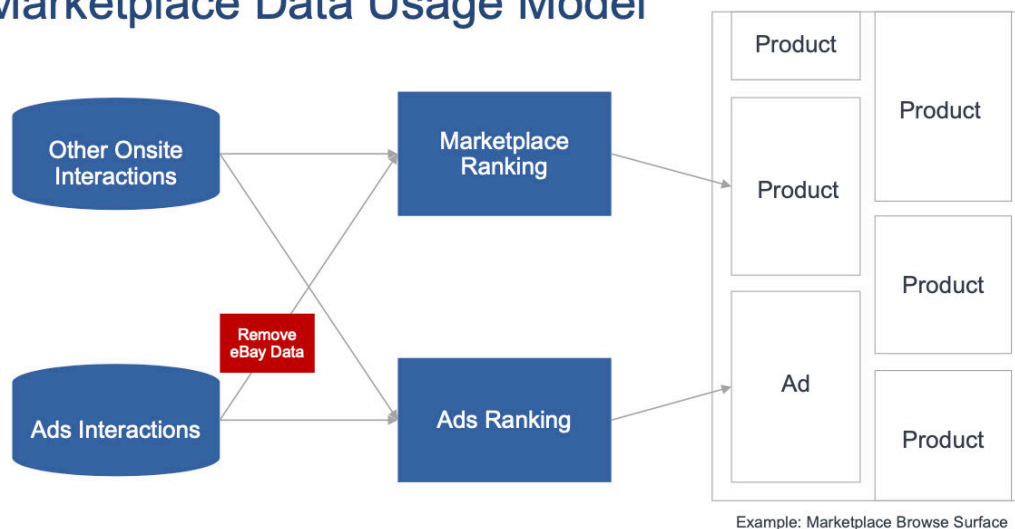 Marketplace Data Usage Model
Other Onsite
Interactions
Marketplace
Ranking
Remove
eBay Data
Ads Interactions
Ads Ranking
Product
Product
Product
Product
Ad
Product
Example: Marketplace Browse Surface